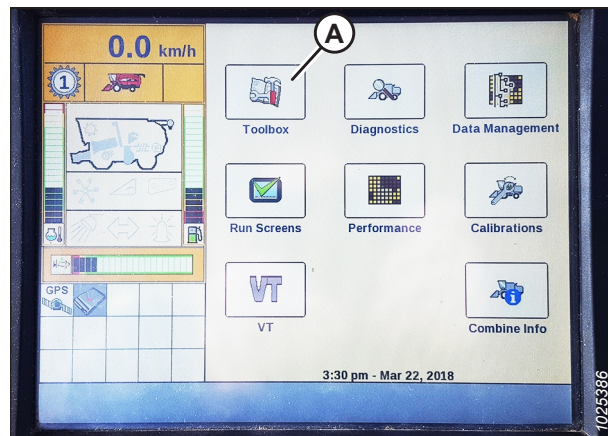 0.0 km/h
A
1
Toolbox
Diagnostics
Data Management
Run Screens
Performance
Calibrations
GPS
VT
VT
Combine Info
3:30 pm - Mar 22, 2018
1025386